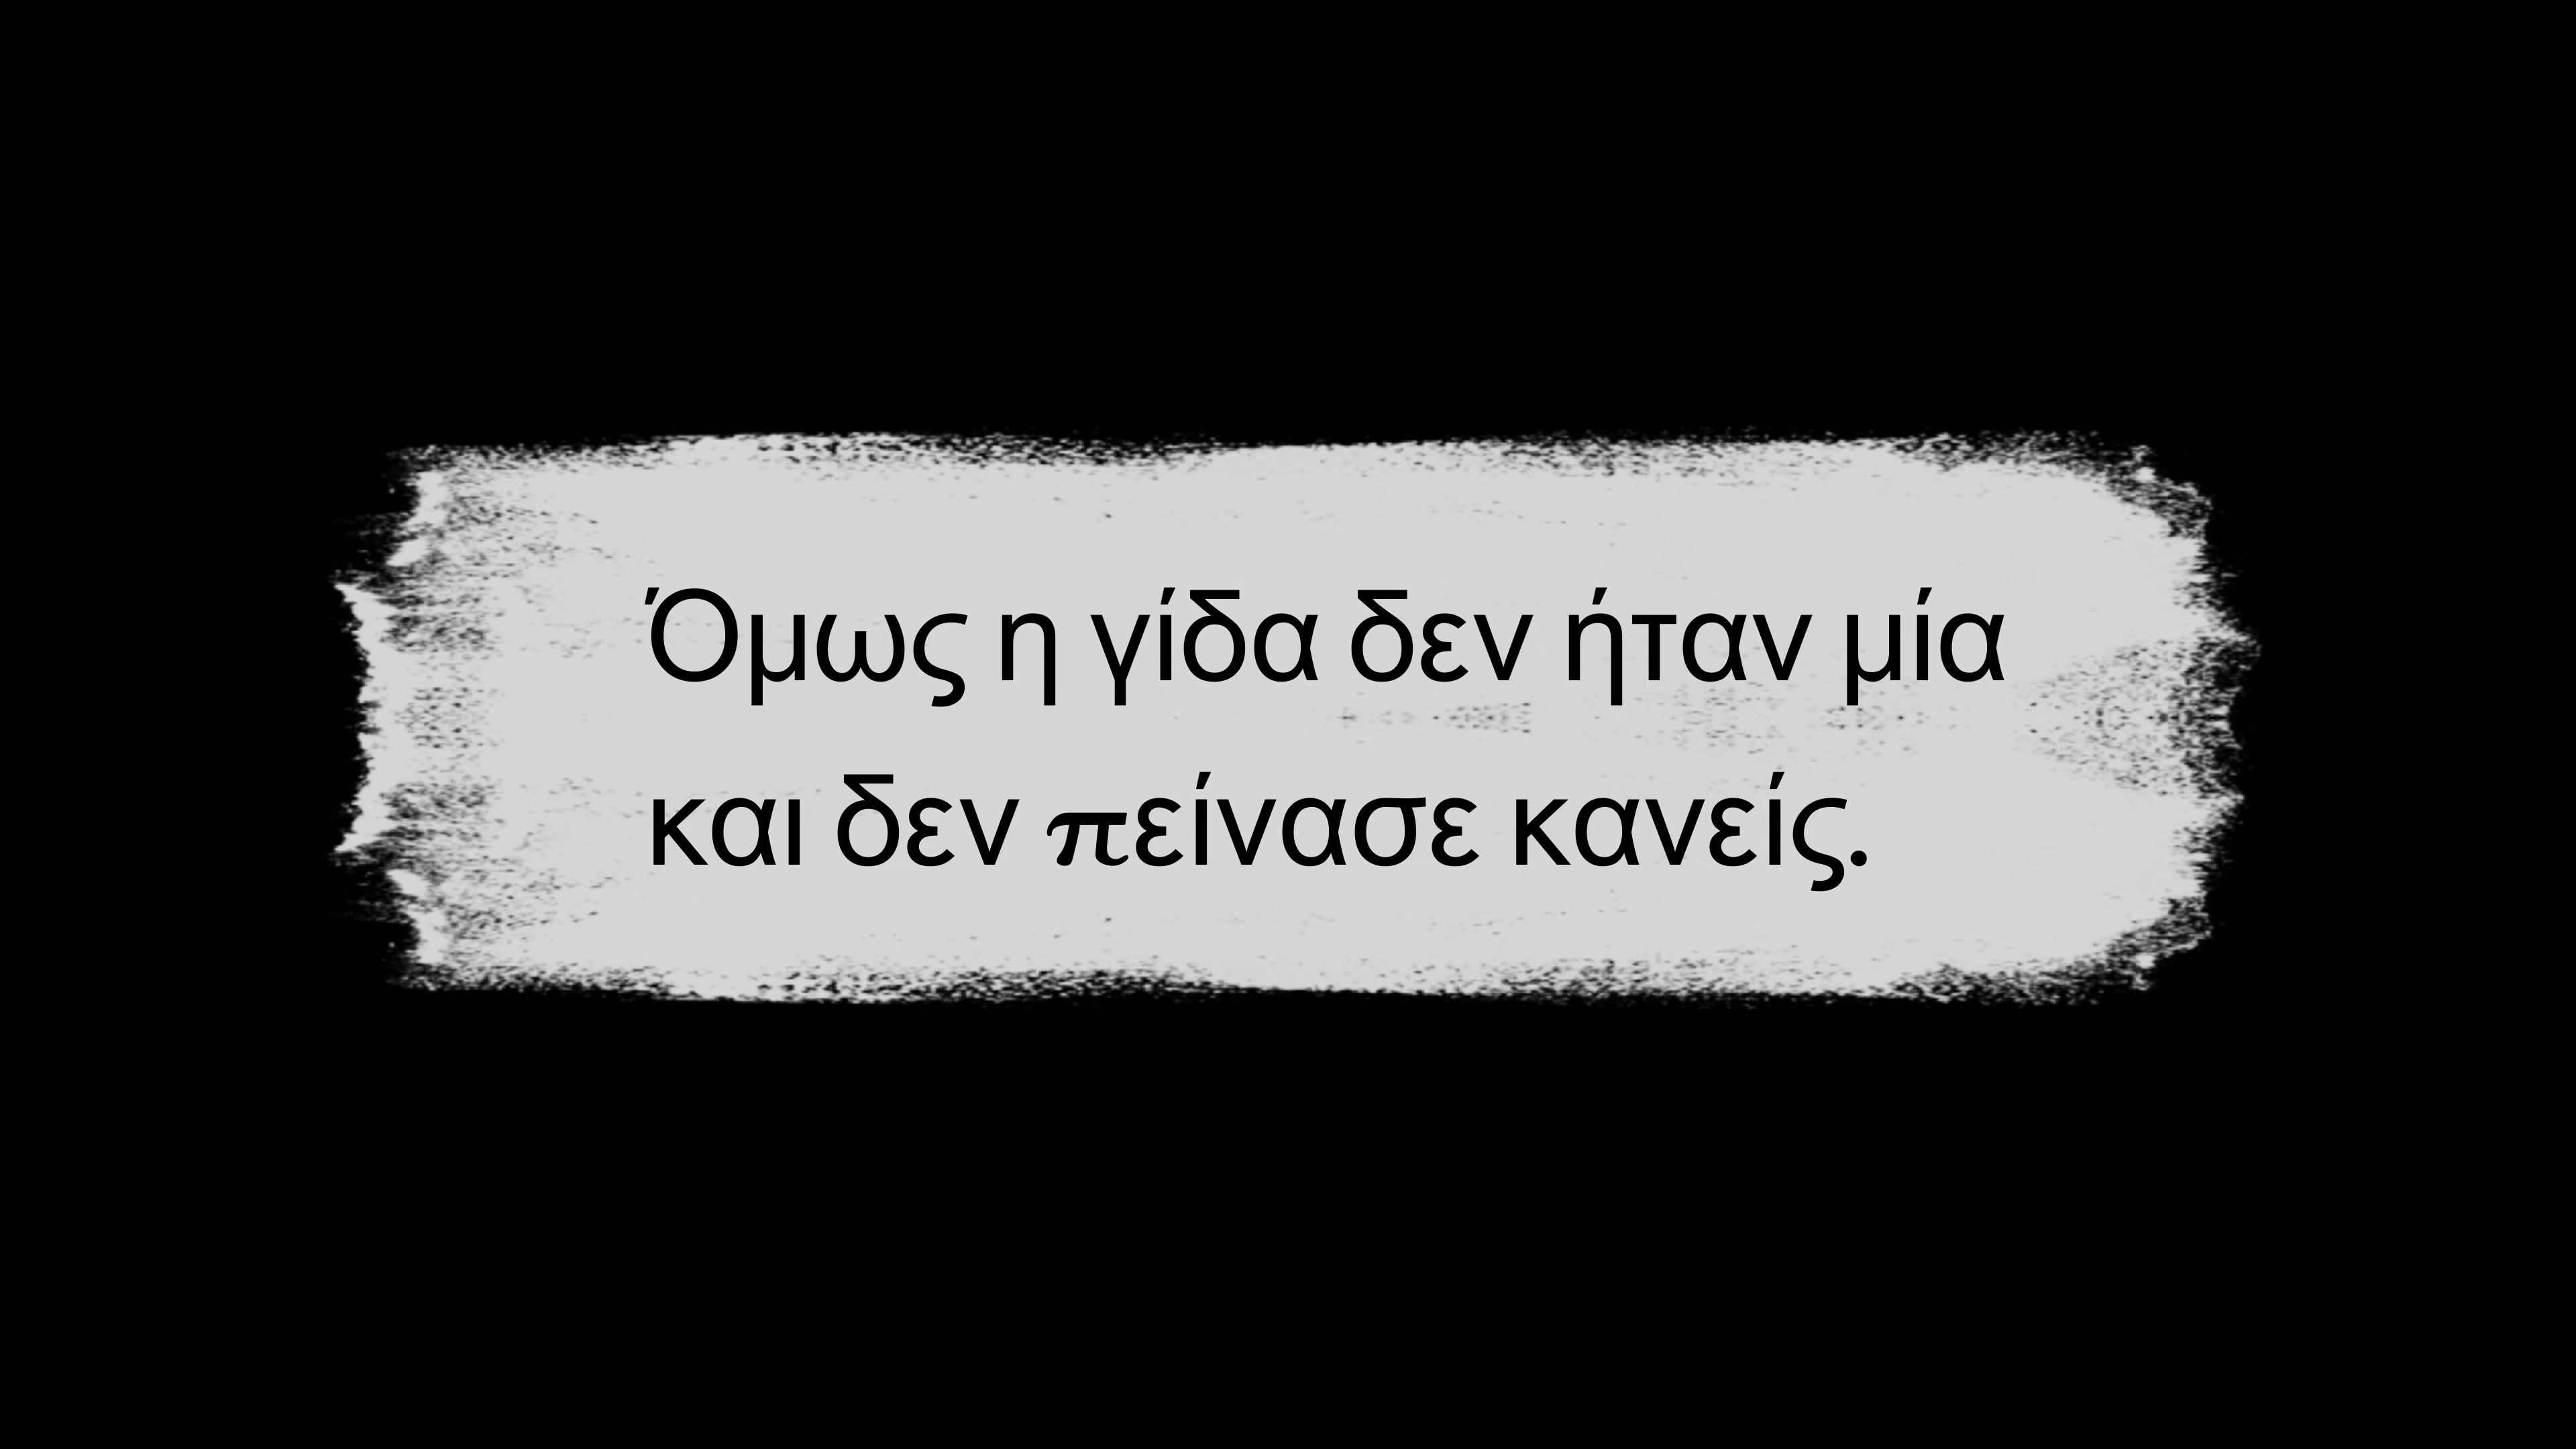 Όμως η γίδα δεν ήταν μία
και δεν πείνασε κανείς.